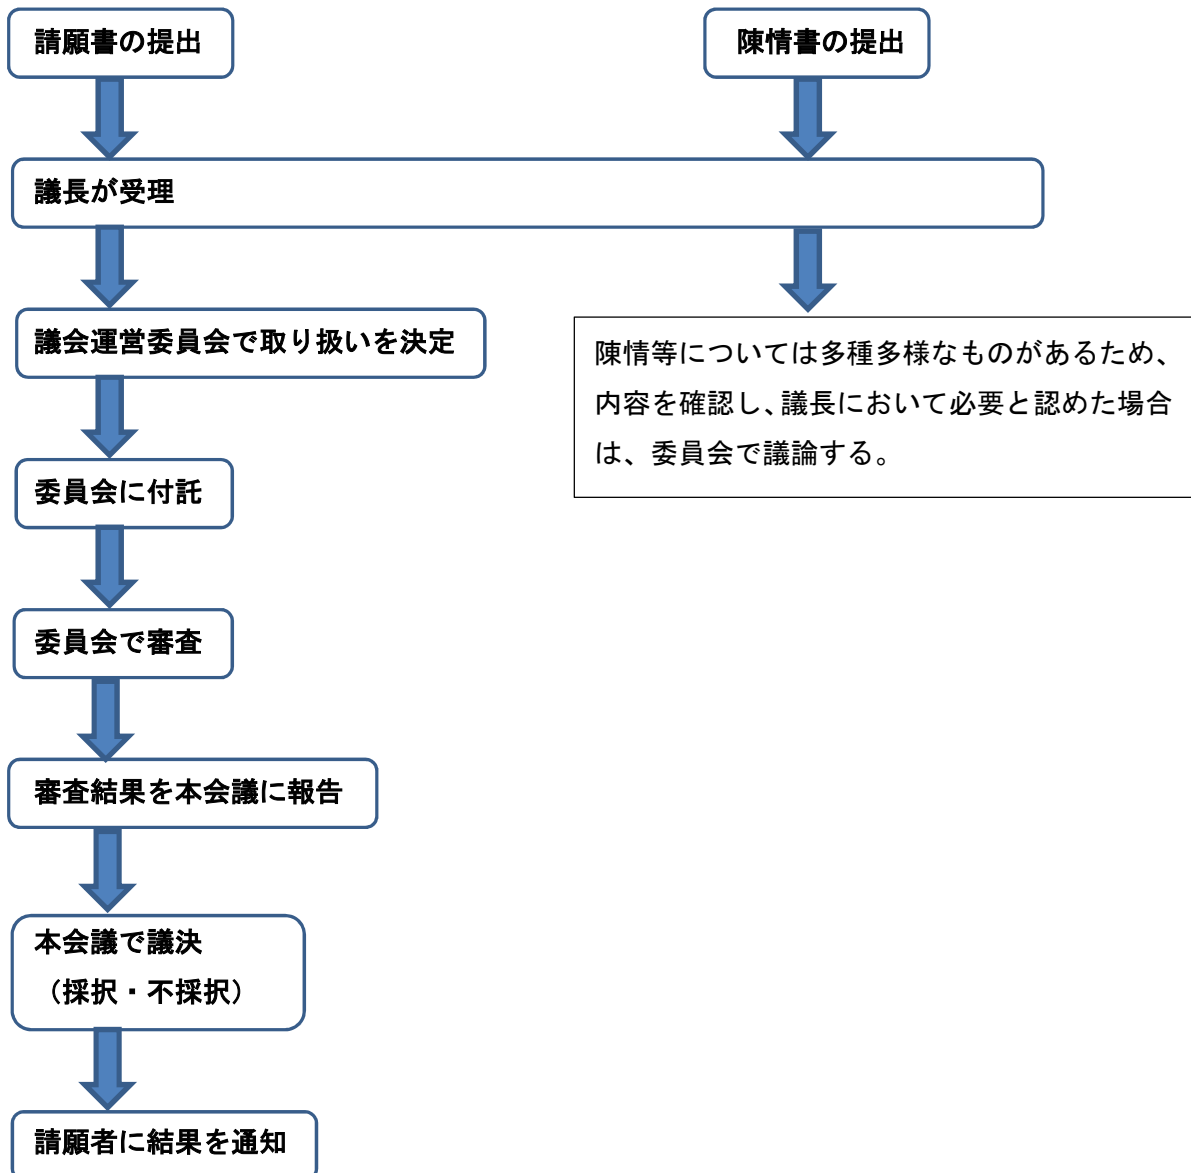 請願書の提出
陳情書の提出
議長が受理
議会運営委員会で取り扱いを決定
陳情等については多種多様なものがあるため、
内容を確認し、議長において必要と認めた場合
は、委員会で議論する。
委員会に付託
委員会で審査
審査結果を本会議に報告
本会議で議決
（採択・不採択）
請願者に結果を通知